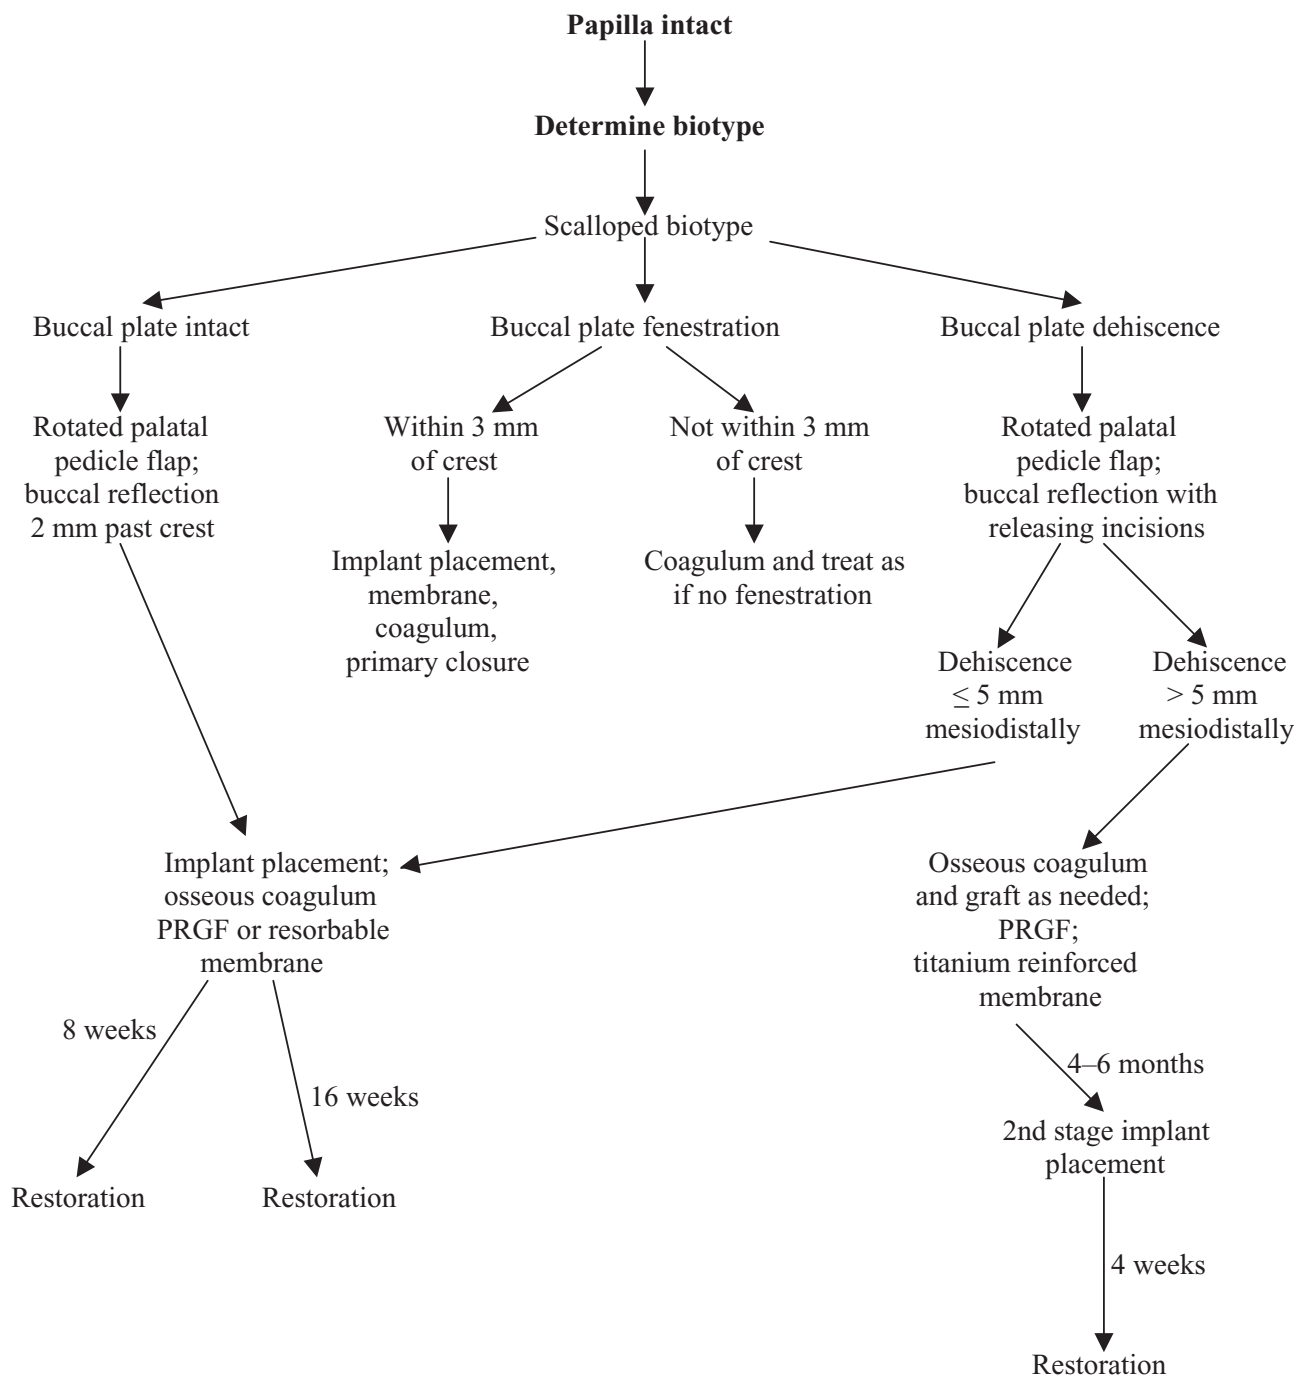 Papilla intact
Determine biotype
Scalloped biotype
Buccal plate intact
Buccal plate fenestration
Buccal plate dehiscence
Rotated palatal
pedicle flap;
buccal reflection
2 mm past crest
Within 3 mm
of crest
Not within 3 mm
of crest
Rotated palatal
pedicle flap;
buccal reflection with
releasing incisions
Implant placement,
membrane,
coagulum,
primary closure
Coagulum and treat as
if no fenestration
Dehiscence
≤ 5 mm
mesiodistally
Dehiscence
> 5 mm
mesiodistally
Implant placement;
osseous coagulum
PRGF or resorbable
membrane
Osseous coagulum
and graft as needed;
PRGF;
titanium reinforced
membrane
8 weeks
16 weeks
4–6 months
2nd stage implant
placement
Restoration
Restoration
4 weeks
Restoration